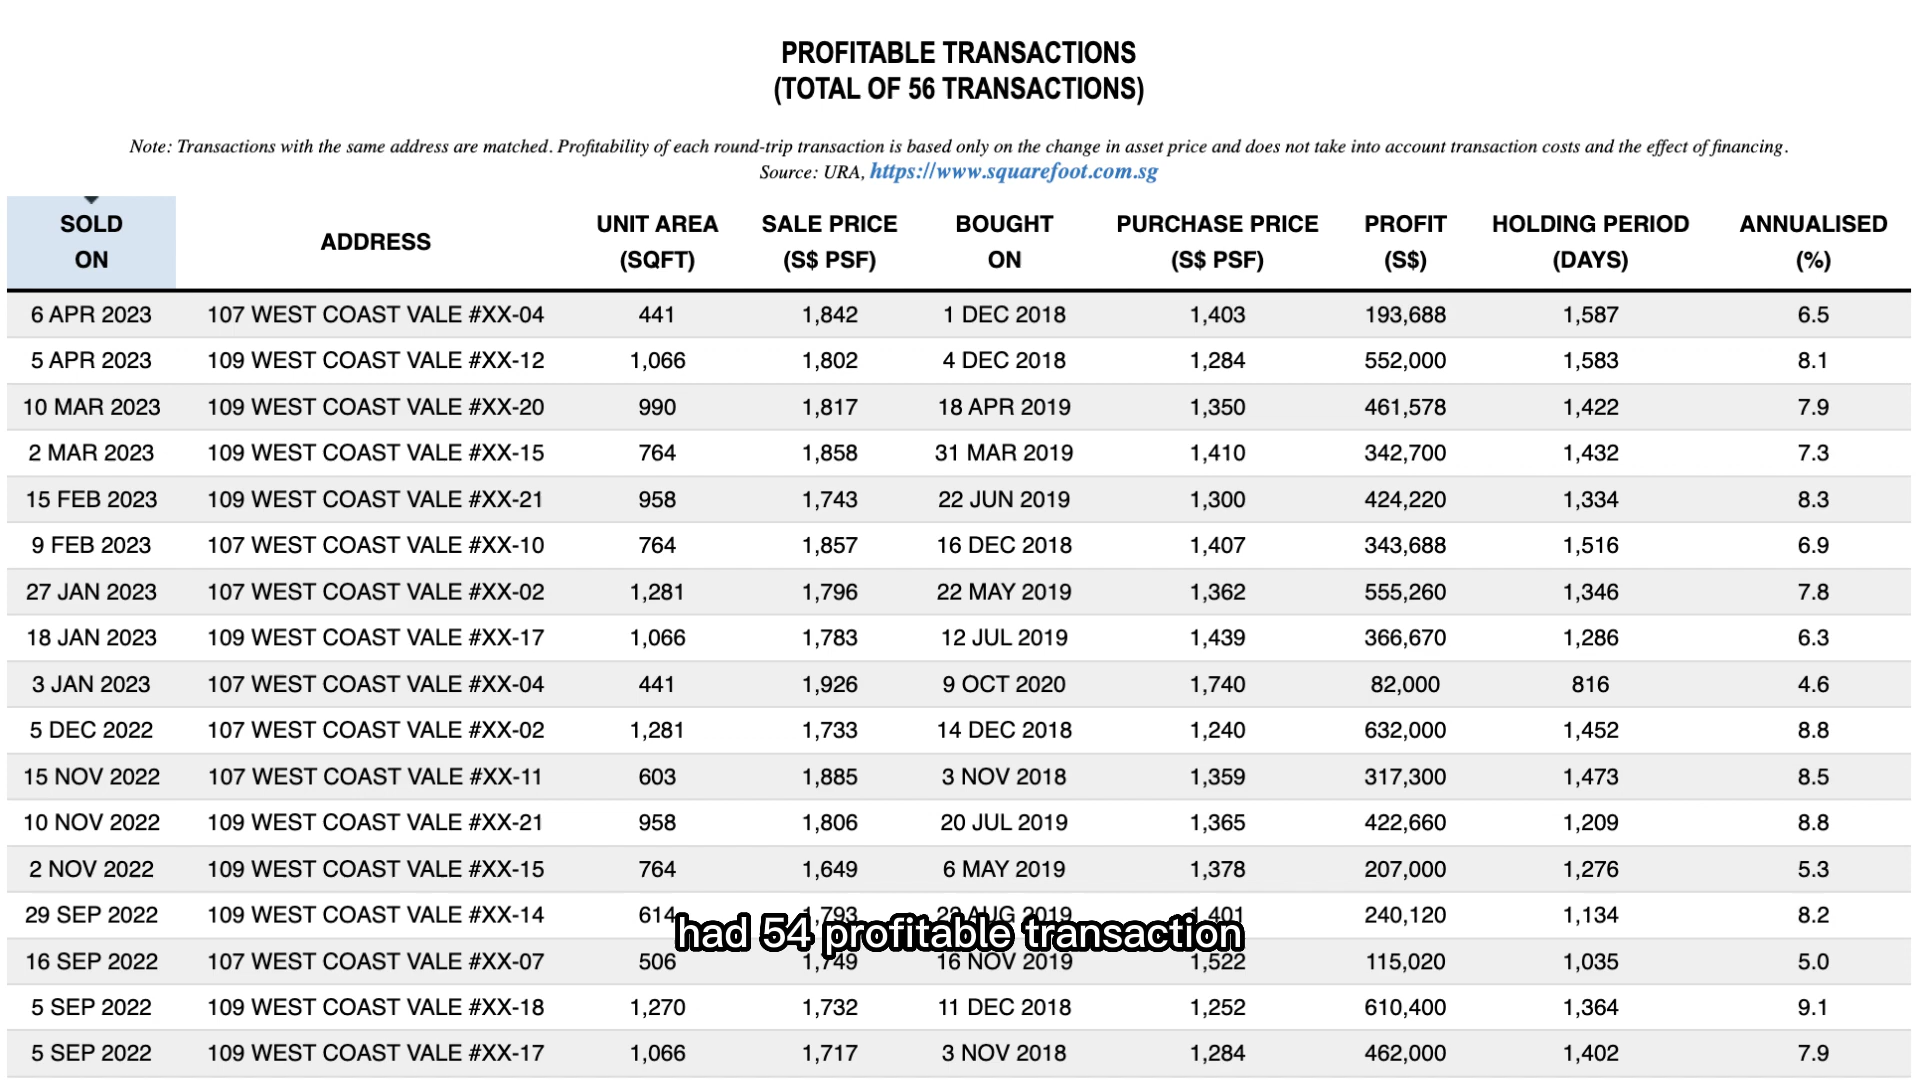 PROFITABLE TRANSACTIONS
(TOTAL OF 56 TRANSACTIONS)
Note: Transactions with the same address are matched. Profitability of each round-trip transaction is based only on the change in asset price and does not take into account transaction costs and the effect of financing.
Source: URA, https://www.squarefoot.com.sg
SOLD ON ADDRESS UNIT AREA (SQFT) SALE PRICE (S$ PSF) BOUGHT ON PURCHASE PRICE (S$ PSF) PROFIT (S$) HOLDING PERIOD (DAYS) ANNUALISED (%)
6 APR 2023 107 WEST COAST VALE #XX-04 441 1,842 1 DEC 2018 1,403 193,688 1,587 6.5
5 APR 2023 109 WEST COAST VALE #XX-12 1,066 1,802 4 DEC 2018 1,284 552,000 1,583 8.1
10 MAR 2023 109 WEST COAST VALE #XX-20 990 1,817 18 APR 2019 1,350 461,578 1,422 7.9
2 MAR 2023 109 WEST COAST VALE #XX-15 764 1,858 31 MAR 2019 1,410 342,700 1,432 7.3
15 FEB 2023 109 WEST COAST VALE #XX-21 958 1,743 22 JUN 2019 1,300 424,220 1,334 8.3
9 FEB 2023 107 WEST COAST VALE #XX-10 764 1,857 16 DEC 2018 1,407 343,688 1,516 6.9
27 JAN 2023 107 WEST COAST VALE #XX-02 1,281 1,796 22 MAY 2019 1,362 555,260 1,346 7.8
18 JAN 2023 109 WEST COAST VALE #XX-17 1,066 1,783 12 JUL 2019 1,439 366,670 1,286 6.3
3 JAN 2023 107 WEST COAST VALE #XX-04 441 1,926 9 OCT 2020 1,740 82,000 816 4.6
5 DEC 2022 107 WEST COAST VALE #XX-02 1,281 1,733 14 DEC 2018 1,240 632,000 1,452 8.8
15 NOV 2022 107 WEST COAST VALE #XX-11 603 1,885 3 NOV 2018 1,359 317,300 1,473 8.5
10 NOV 2022 109 WEST COAST VALE #XX-21 958 1,806 20 JUL 2019 1,365 422,660 1,209 8.8
2 NOV 2022 109 WEST COAST VALE #XX-15 764 1,649 6 MAY 2019 1,378 207,000 1,276 5.3
29 SEP 2022 109 WEST COAST VALE #XX-14 614 1,793 AUG 2019 1,401 240,120 1,134 8.2
had 54 profitable transaction
16 SEP 2022 107 WEST COAST VALE #XX-07 506 1,749 16 NOV 2019 1,522 115,020 1,035 5.0
5 SEP 2022 109 WEST COAST VALE #XX-18 1,270 1,732 11 DEC 2018 1,252 610,400 1,364 9.1
5 SEP 2022 109 WEST COAST VALE #XX-17 1,066 1,717 3 NOV 2018 1,284 462,000 1,402 7.9